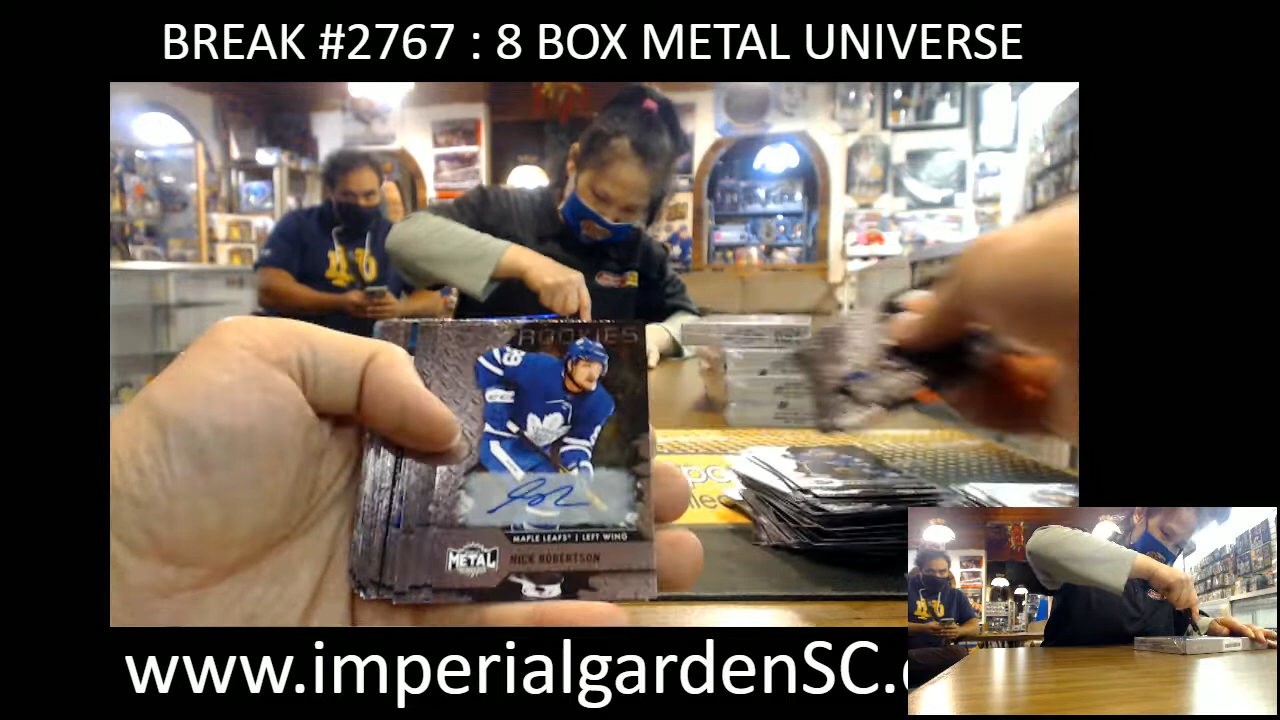 BREAK #2767 : 8 BOX METAL UNIVERSE
ROOKIES
MAPLE LEAFS® | LEFT WING
METAL
NICK ROBERTSON
www.imperialgardenSC.